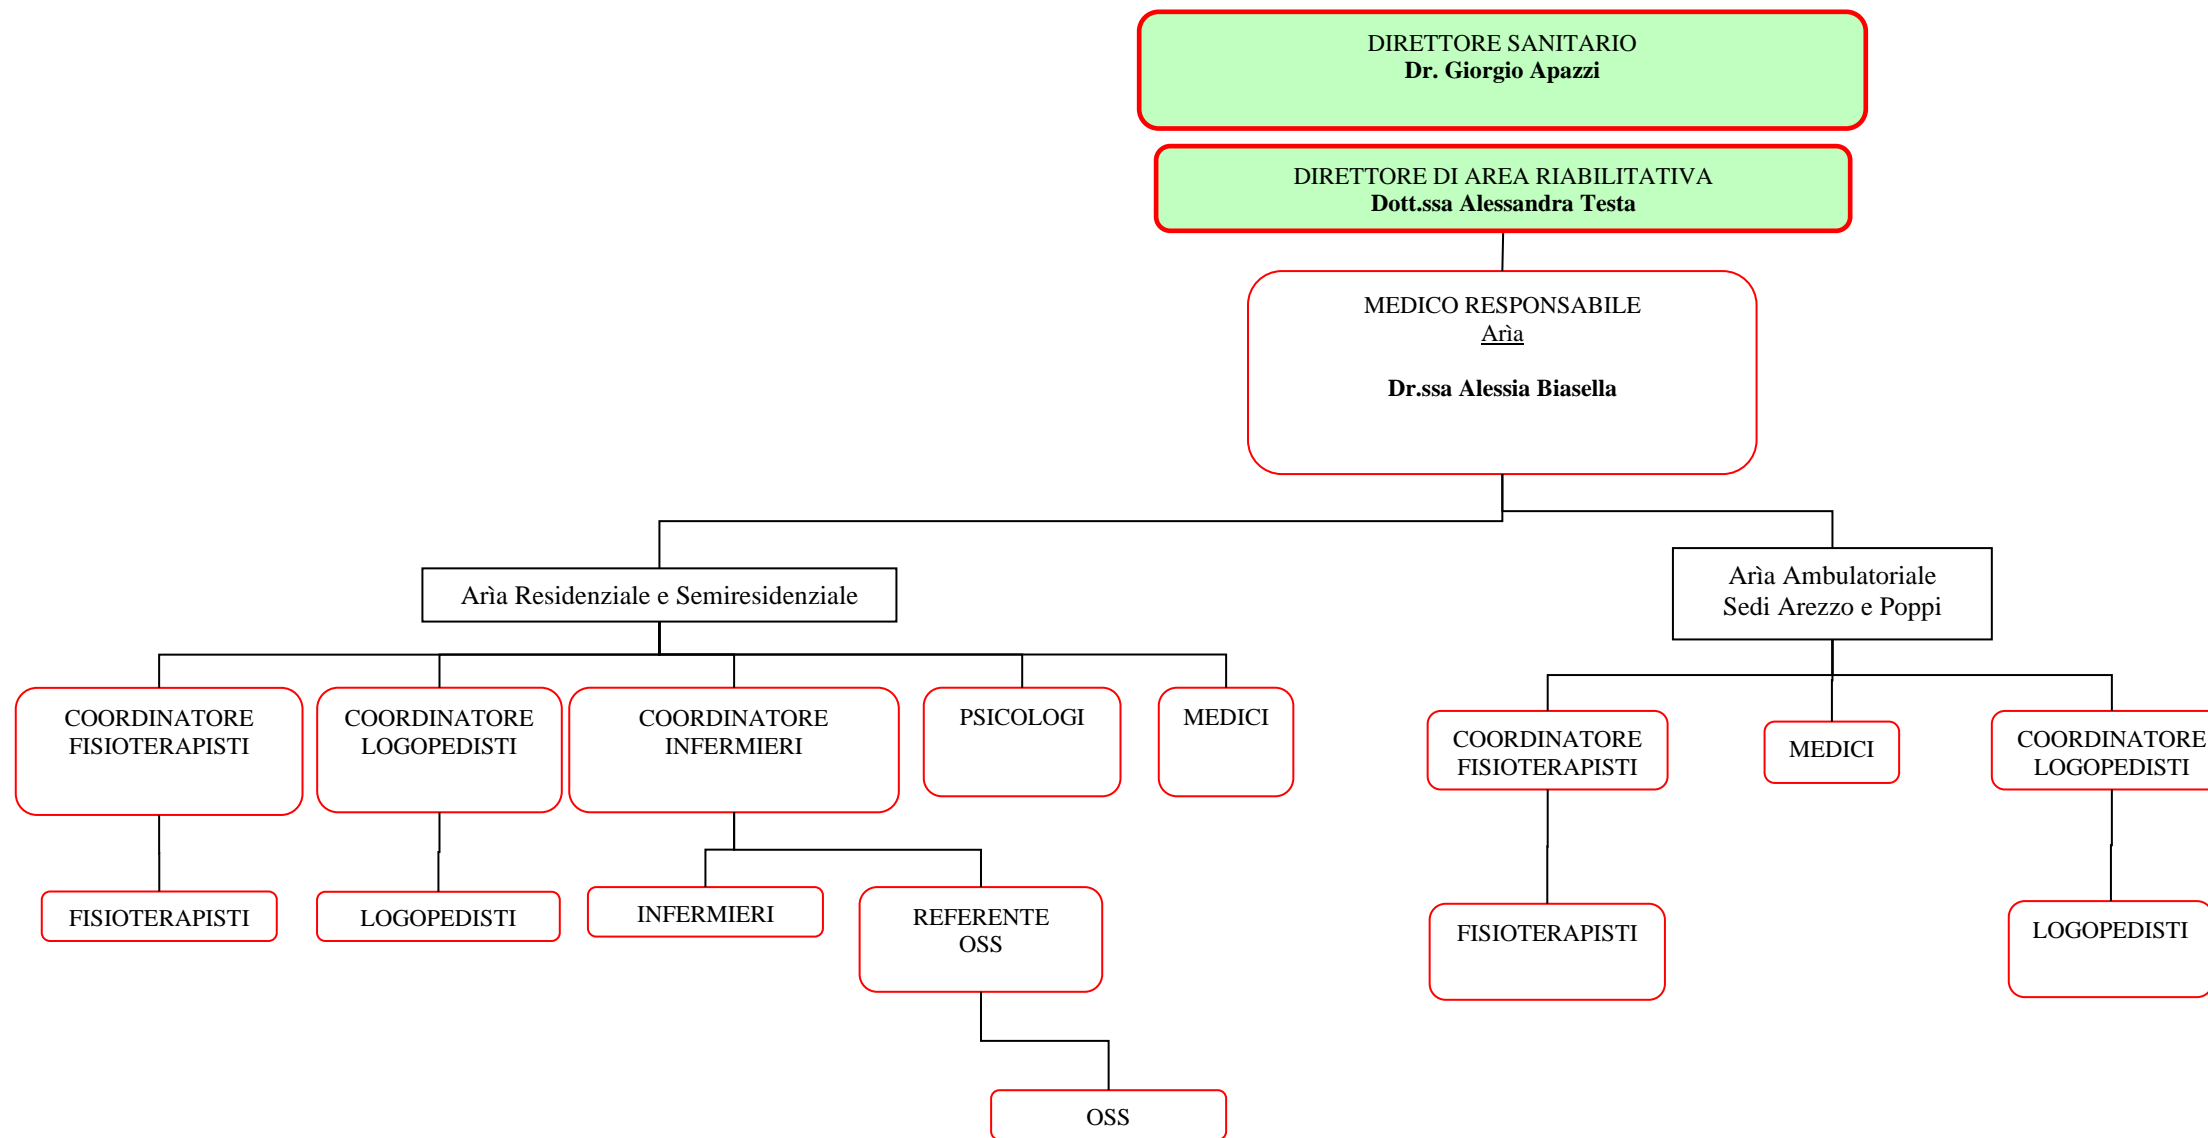 DIRETTORE SANITARIO
Dr. Giorgio Apazzi
DIRETTORE DI AREA RIABILITATIVA
Dott.ssa Alessandra Testa
MEDICO RESPONSABILE
Arìa
Dr.ssa Alessia Biasella
Arìa Residenziale e Semiresidenziale
Arìa Ambulatoriale
Sedi Arezzo e Poppi
COORDINATORE
FISIOTERAPISTI
COORDINATORE
LOGOPEDISTI
COORDINATORE
INFERMIERI
PSICOLOGI
MEDICI
COORDINATORE
FISIOTERAPISTI
MEDICI
COORDINATORE
LOGOPEDISTI
FISIOTERAPISTI
LOGOPEDISTI
INFERMIERI
REFERENTE
OSS
FISIOTERAPISTI
LOGOPEDISTI
OSS